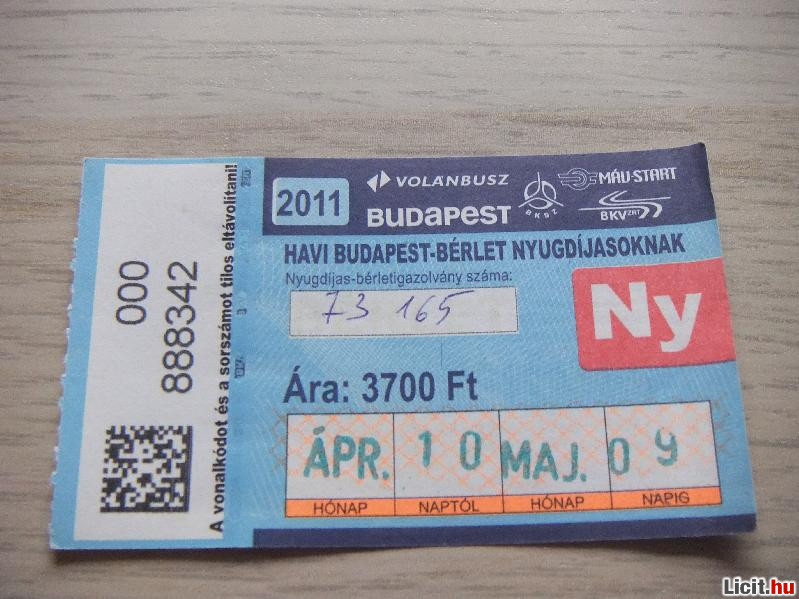 A vonalkódot és a sorszámot tilos eltávolítani!
000
888342
2011
VOLÁNBUSZ
BUDAPEST
BKSZ
MÁV-START
BKV ZRT
HAVI BUDAPEST-BÉRLET NYUGDÍJASOKNAK
Nyugdíjas-bérletigazolvány száma:
73 165
Ny
Ára: 3700 Ft
ÁPR. 10 MAJ. 09
HÓNAP NAPTÓL HÓNAP NAPIG
Licit.hu